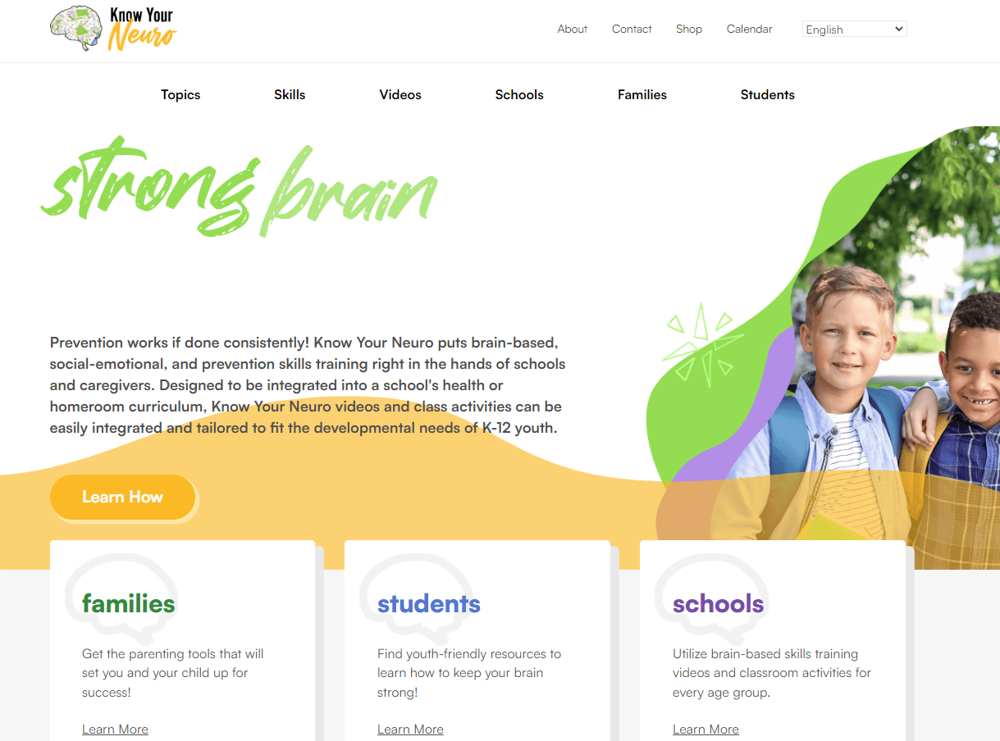 Know Your
Neuro
About Contact Shop Calendar English
Topics Skills Videos Schools Families Students
strong brain
Prevention works if done consistently! Know Your Neuro puts brain-based,
social-emotional, and prevention skills training right in the hands of schools
and caregivers. Designed to be integrated into a school's health or
homeroom curriculum, Know Your Neuro videos and class activities can be
easily integrated and tailored to fit the developmental needs of K-12 youth.
Learn How
families
Get the parenting tools that will
set you and your child up for
success!
Learn More
students
Find youth-friendly resources to
learn how to keep your brain
strong!
Learn More
schools
Utilize brain-based skills training
videos and classroom activities for
every age group.
Learn More